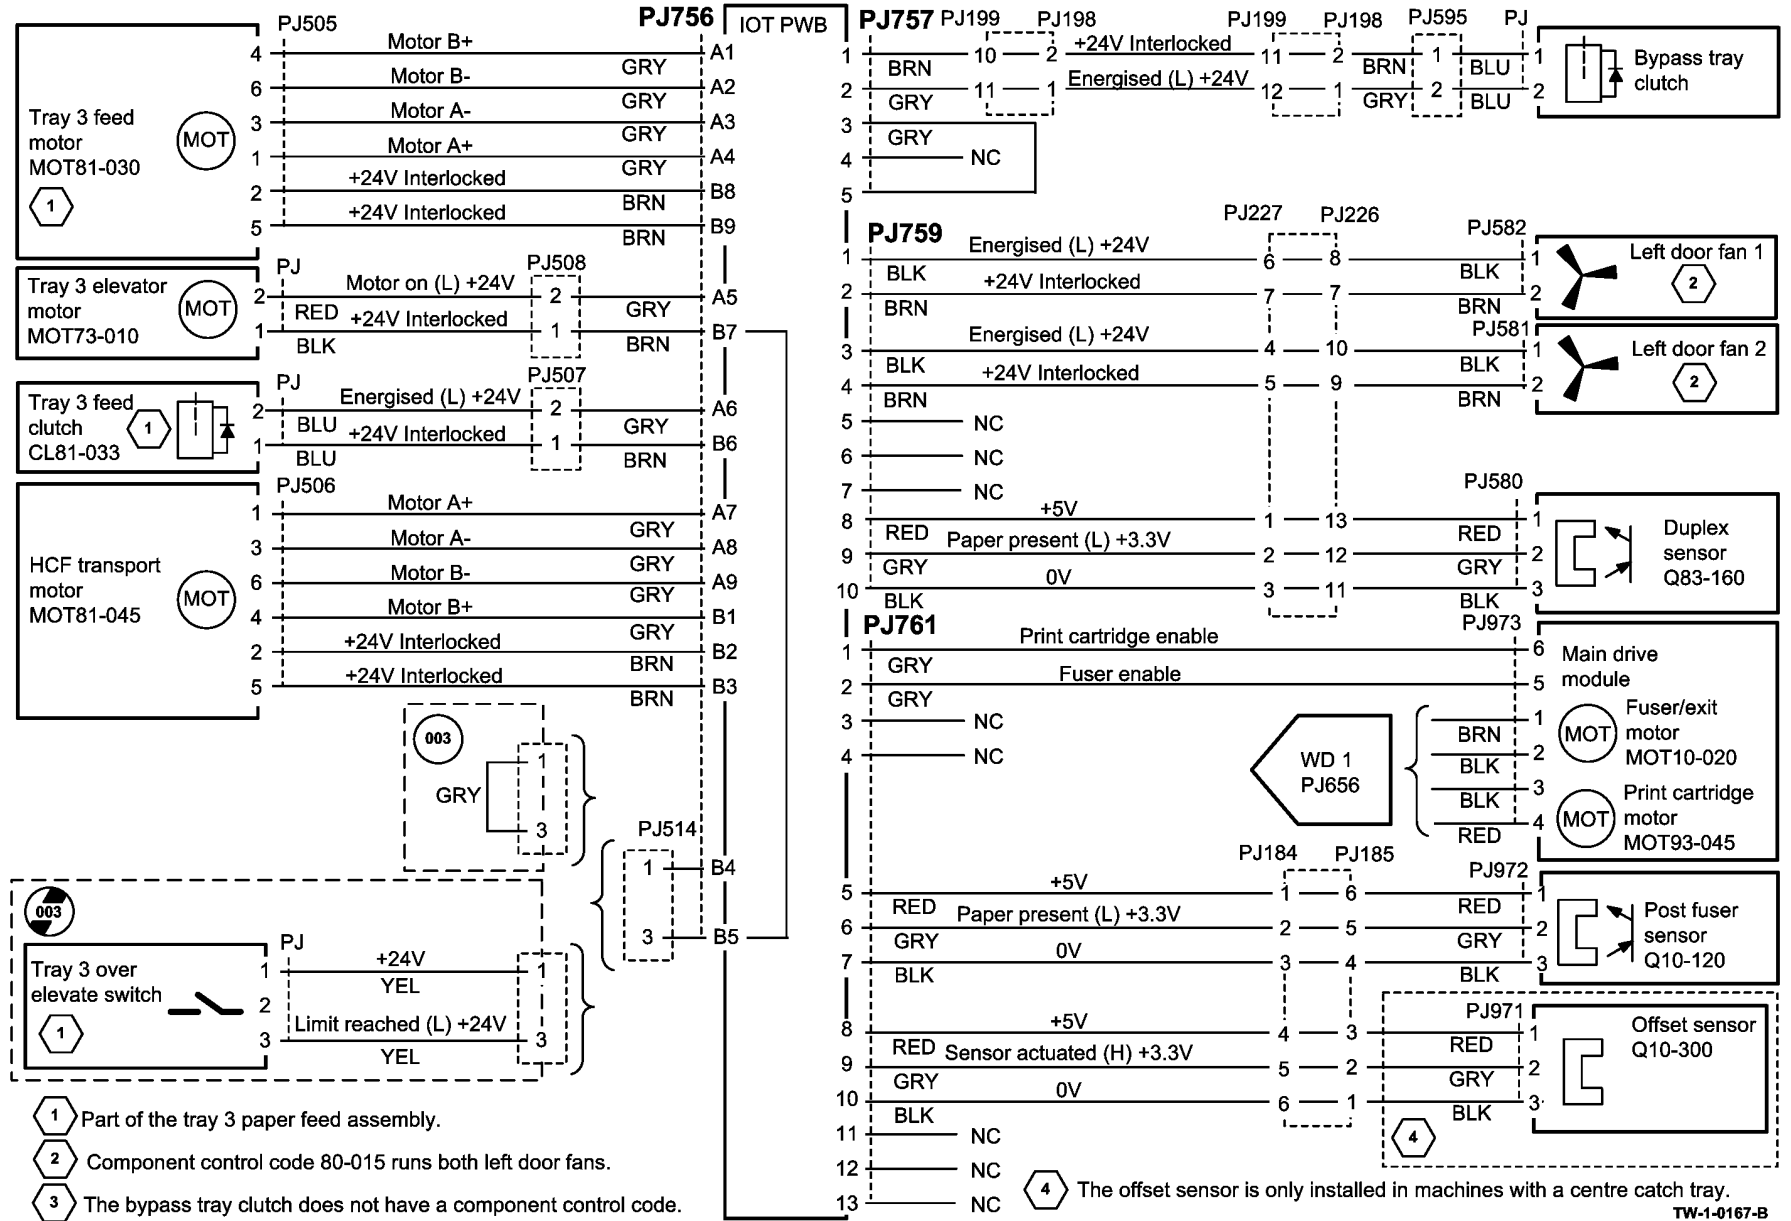 PJ756
IOT PWB
PJ505
4 Motor B+ GRY A1
6 Motor B- GRY A2
3 Motor A- GRY A3
1 Motor A+ GRY A4
2 +24V Interlocked BRN B8
5 +24V Interlocked BRN B9
Tray 3 feed
motor
MOT81-030
MOT
1
Tray 3 elevator
motor
MOT73-010
MOT
PJ
PJ508
2 Motor on (L) +24V 2 A5
RED GRY
1 +24V Interlocked 1 B7
BLK BRN
Tray 3 feed
clutch
CL81-033
1
PJ
PJ507
2 Energised (L) +24V 2 A6
BLU GRY
1 +24V Interlocked 1 B6
BLU BRN
PJ506
HCF transport
motor
MOT81-045
MOT
1 Motor A+ GRY A7
3 Motor A- GRY A8
6 Motor B- GRY A9
4 Motor B+ GRY B1
2 +24V Interlocked BRN B2
5 +24V Interlocked BRN B3
003
GRY
1
3
PJ514
1 B4
3 B5
003
Tray 3 over
elevate switch
1
PJ
1 +24V 1
YEL
2
3 Limit reached (L) +24V 3
YEL
1 Part of the tray 3 paper feed assembly.
2 Component control code 80-015 runs both left door fans.
3 The bypass tray clutch does not have a component control code.
PJ757 PJ199 PJ198 PJ199 PJ198 PJ595 PJ
1 10 2 +24V Interlocked 11 2 1 1
BRN BRN BLU
2 11 1 Energised (L) +24V 12 1 2 2
GRY GRY BLU
3
GRY
4 NC
5
Bypass tray
clutch
PJ759
PJ227 PJ226
PJ582
1 Energised (L) +24V 6 8 1
BLK BLK
2 +24V Interlocked 7 7 2
BRN BRN
Left door fan 1
2
PJ581
3 Energised (L) +24V 4 10 1
BLK BLK
4 +24V Interlocked 5 9 2
BRN BRN
Left door fan 2
2
5 NC
6 NC
7 NC
PJ580
8 +5V 1 13 1
RED RED
9 Paper present (L) +3.3V 2 12 2
GRY GRY
10 0V 3 11 3
BLK BLK
Duplex
sensor
Q83-160
PJ761
PJ973
1 Print cartridge enable 6
GRY
2 Fuser enable 5
GRY
3 NC
4 NC
WD 1
PJ656
BRN 1
BLK 2
BLK 3
RED 4
Main drive
module
MOT
Fuser/exit
motor
MOT10-020
MOT
Print cartridge
motor
MOT93-045
PJ184 PJ185
PJ972
5 +5V 1 6 1
RED RED
6 Paper present (L) +3.3V 2 5 2
GRY GRY
7 0V 3 4 3
BLK BLK
Post fuser
sensor
Q10-120
PJ971
8 +5V 4 3 1
RED RED
9 Sensor actuated (H) +3.3V 5 2 2
GRY GRY
10 0V 6 1 3
BLK BLK
Offset sensor
Q10-300
4
11 NC
12 NC
13 NC
4 The offset sensor is only installed in machines with a centre catch tray.
TW-1-0167-B